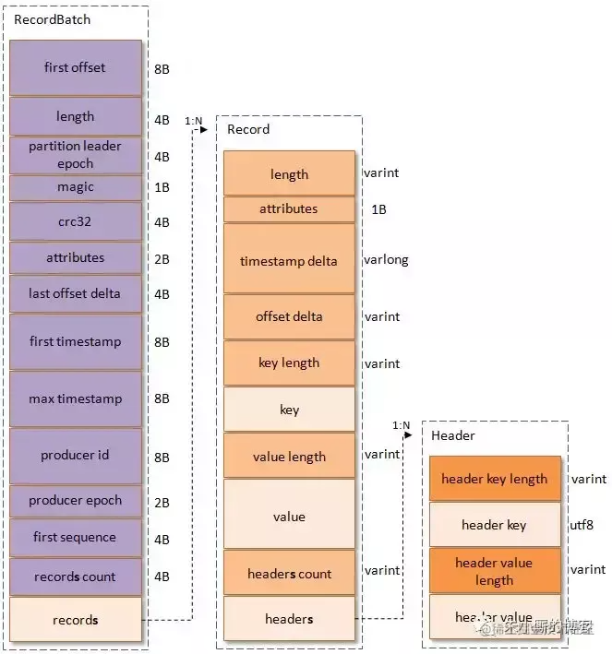 RecordBatch
first offset
8B
length
4B
partition leader
epoch
4B
magic
1B
crc32
4B
attributes
2B
last offset delta
4B
first timestamp
8B
max timestamp
8B
producer id
8B
producer epoch
2B
first sequence
4B
records count
4B
records
1:N
Record
length
varint
attributes
1B
timestamp delta
varlong
offset delta
varint
key length
varint
key
value length
varint
value
headers count
varint
headers
1:N
Header
header key length
varint
header key
utf8
header value
length
varint
header value